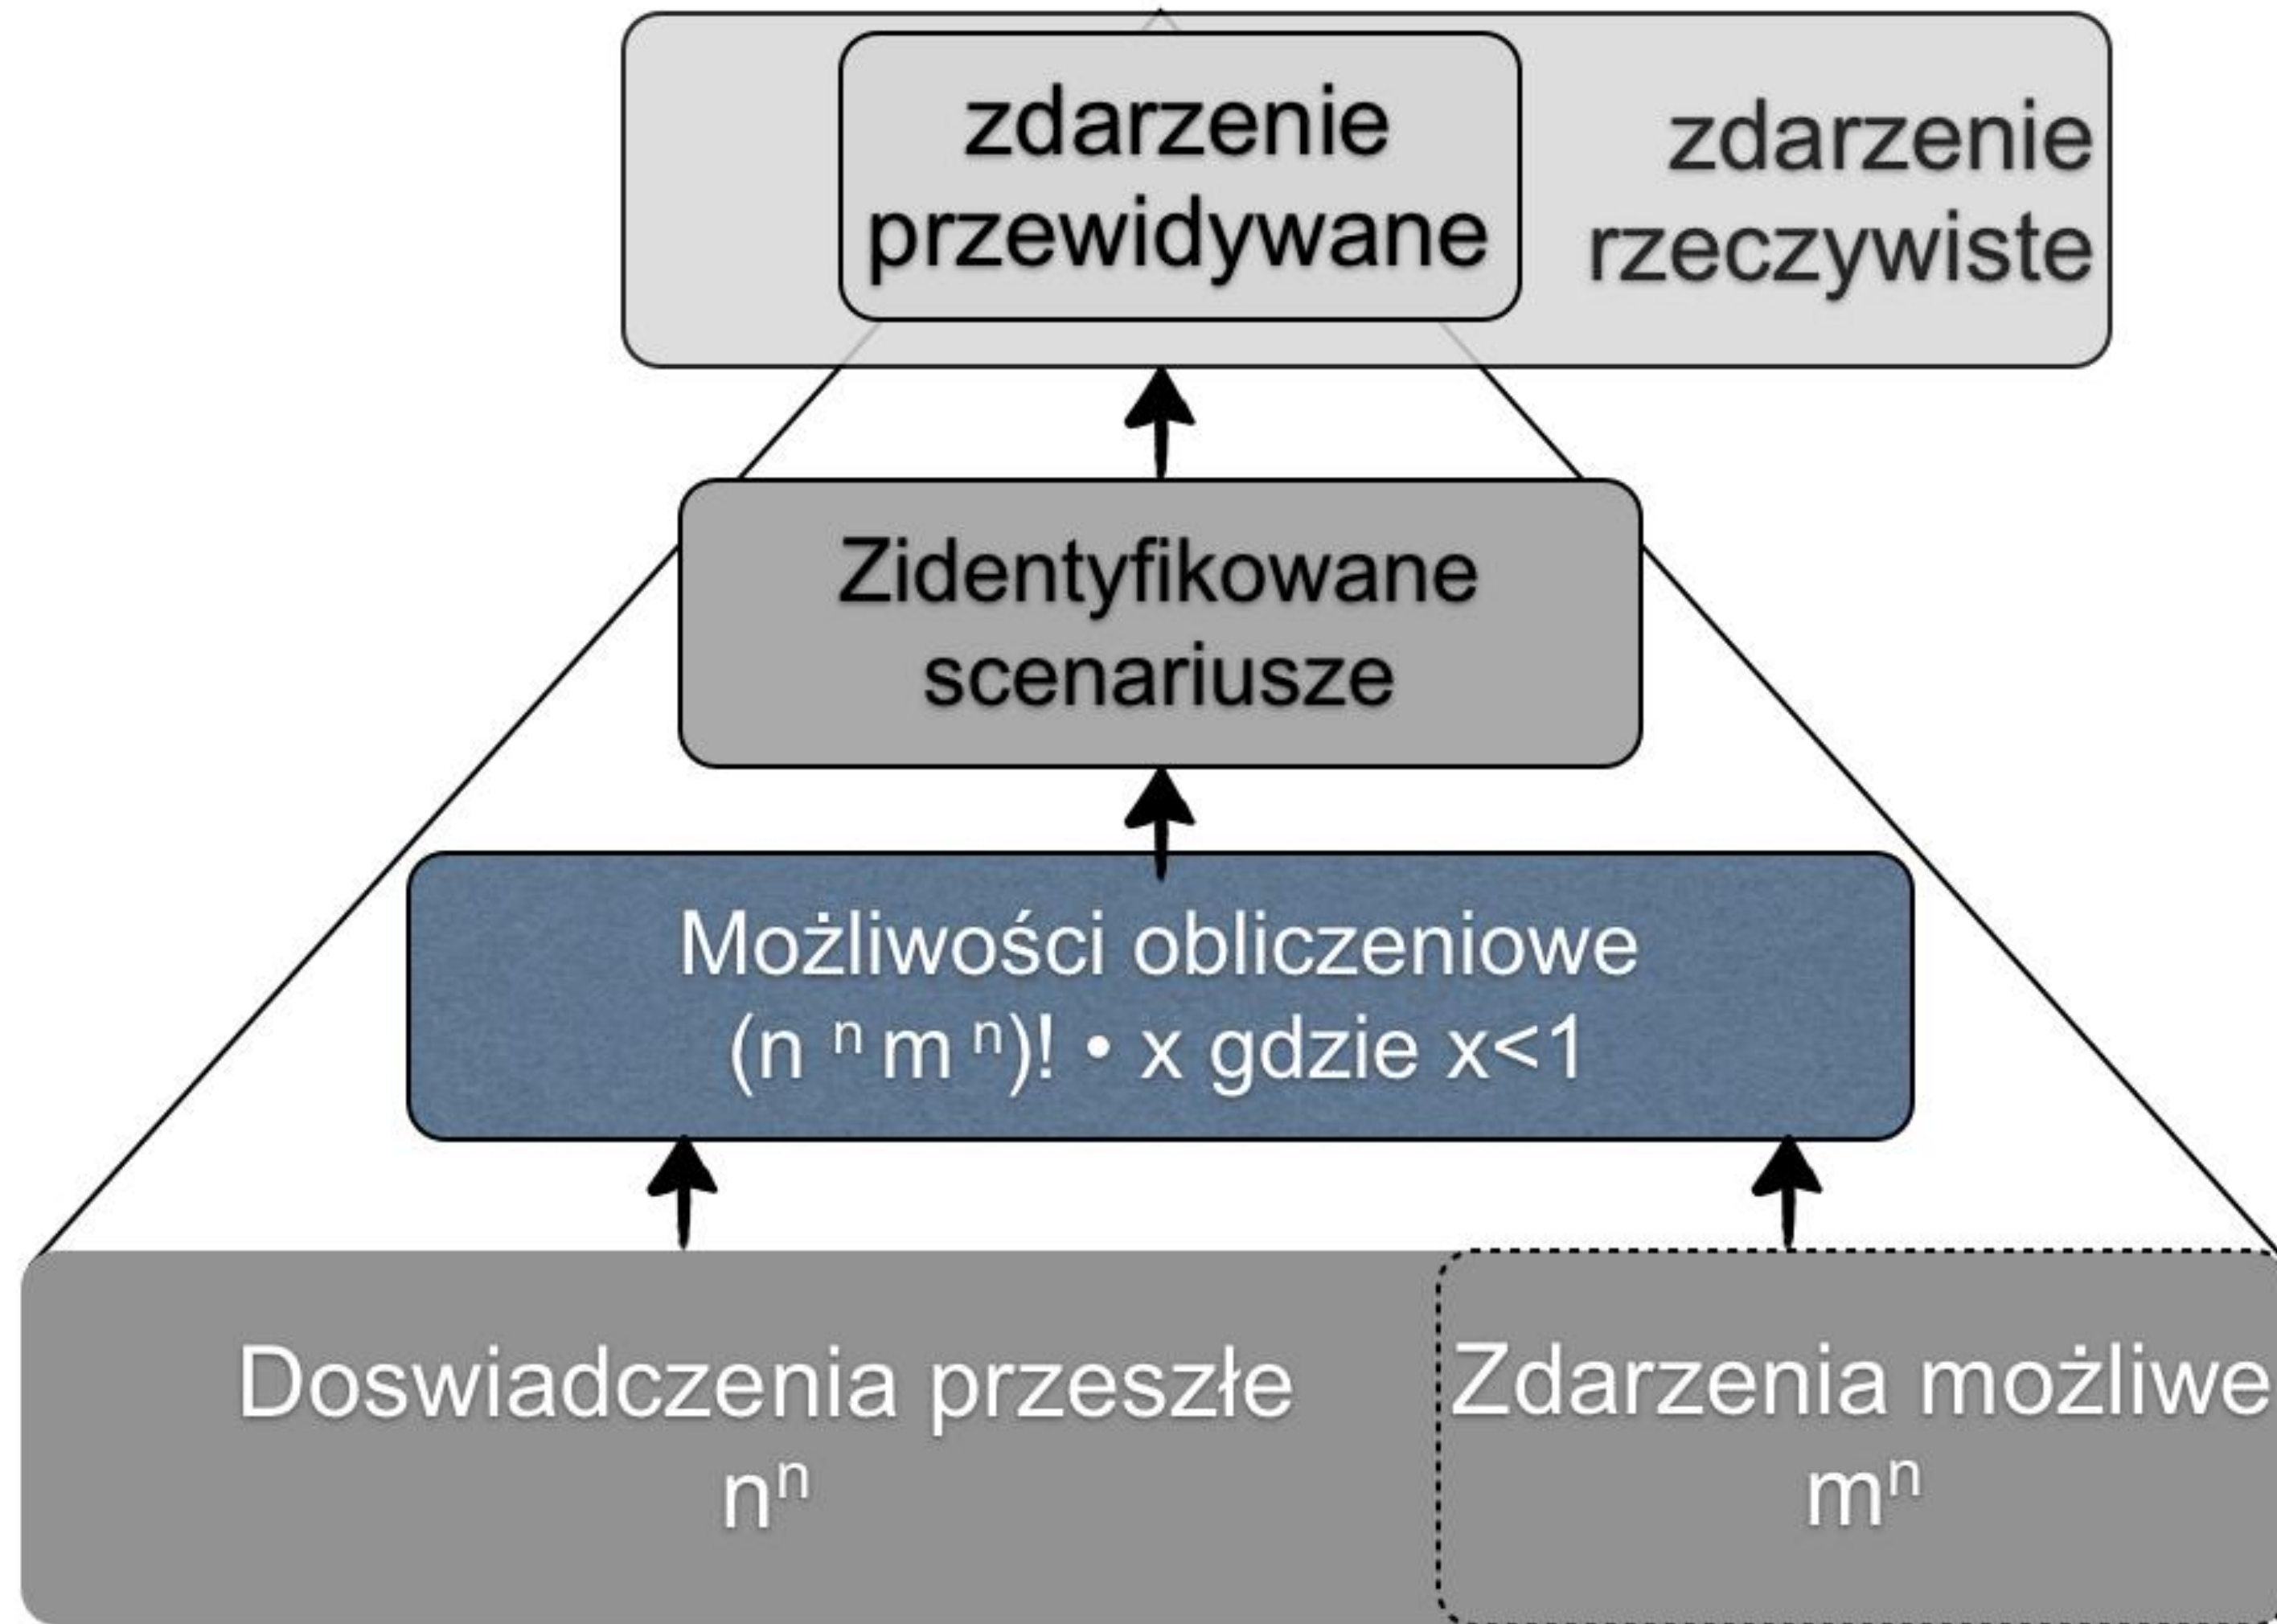 zdarzenie
przewidywane
zdarzenie
rzeczywiste
Zidentyfikowane
scenariusze
Możliwości obliczeniowe
(n ⁿ m ⁿ)! • x gdzie x<1
Doswiadczenia przeszłe
nⁿ
Zdarzenia możliwe
mⁿ